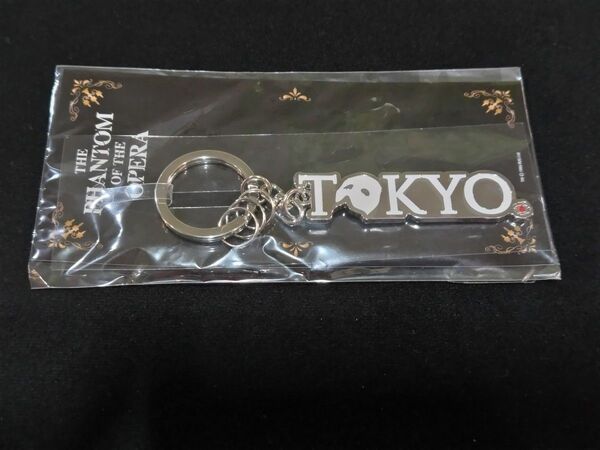 THE
PHANTOM
OF THE
OPERA
TOKYO